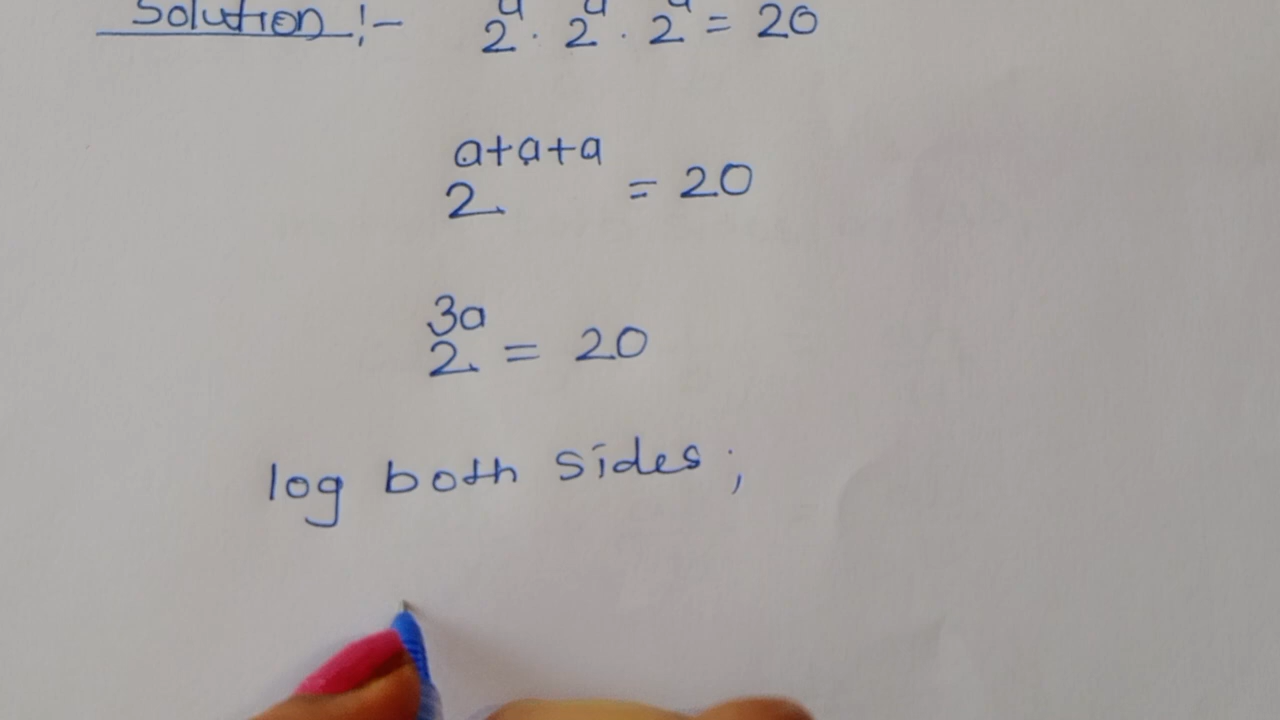 Solution :- 2^a . 2^a . 2^a = 20
2^a+a+a = 20
2^3a = 20
log both sides ;